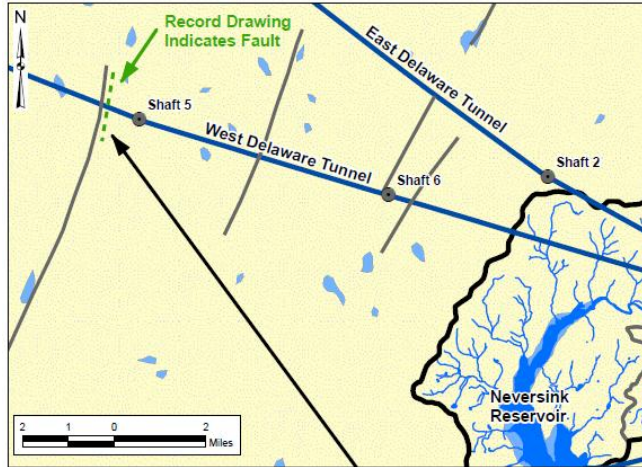 N
Record Drawing
Indicates Fault
East Delaware Tunnel
Shaft 5
West Delaware Tunnel
Shaft 6
Shaft 2
Neversink
Reservoir
2 1 0 2
Miles